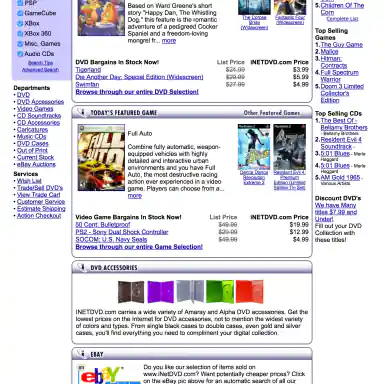 PSP
GameCube
XBox
XBox 360
Misc. Games
Audio CDs
Search Tips
Advanced Search
Departments
• DVD
• DVD Accessories
• Video Games
• CD Soundtracks
• CD Accessories
• Caricatures
• Music CDs
• DVD Cases
• Out of Print
• Current Stock
• eBay Auctions
Services
• Wish List
• Trade/Sell DVD's
• View Cart
• Customer Service
• Estimate Shipping
• Action Checkout
Based on Ward Greene's short
story "Happy Dan, The Whistling
Dog," this feature is the romantic
adventure of a pedigreed Cocker
Spaniel and a freedom-loving
mongrel fr... more
The Corpse
Bride
(Widescreen)
Fantastic Four
(Widescreen)
DVD Bargains In Stock Now! List Price iNETDVD.com Price
Tigerland $24.99 $3.99
Die Another Day: Special Edition (Widescreen) $29.99 $5.99
Swimfan $27.99 $4.99
Browse through our entire DVD Selection!
TODAY'S FEATURED GAME Other Featured Games
Full Auto
Combine fully automatic, weapon-
equipped vehicles with highly
detailed and interactive urban
environments and you have Full
Auto, the most destructive racing
action ever experienced in a video
game. Players can choose from a...
more
Dance Dance
Revolution
Extreme 2
Resident Evil 4:
Premium
Edition (Limited
Edition Tin Set)
Video Game Bargains In Stock Now! List Price iNETDVD.com Price
50 Cent: Bulletproof $49.99 $19.99
PS2 - Sony Dual Shock Controller $29.99 $12.99
SOCOM: U.S. Navy Seals $49.99 $4.99
Browse through our entire Game Selection!
DVD ACCESSORIES
INETDVD.com carries a wide variety of Amaray and Alpha DVD accessories. Get the
lowest prices on the Internet for DVD accessories, not to mention the widest variety
of colors and types. From single black cases to double cases, even gold and silver
cases, you'll find everything you need to compliment your digital collection.
EBAY
ebY
Do you like our selection of items sold on
www.iNetDVD.com? Want potentially cheaper prices? Click
on the eBay pic above for an automatic search of all our
5. Children Of The
Corn
Complete List
Top Selling
Games
1. The Guy Game
2. Malice
3. Hitman:
Contracts
4. Full Spectrum
Warrior
5. Doom 3 Limited
Collector's
Edition
Top Selling CDs
1. The Best Of -
Bellamy Brothers
- Bellamy Brothers
2. Resident Evil 4
Soundtrack -
3. 5:01 Blues - Merle
Haggard
4. 5:01 Blues - Merle
Haggard
5. AM Gold 1965 -
Various Artists
Discount DVD's
We have Many
titles $7.99 and
Under!
Fill out your DVD
Collection with
these titles!